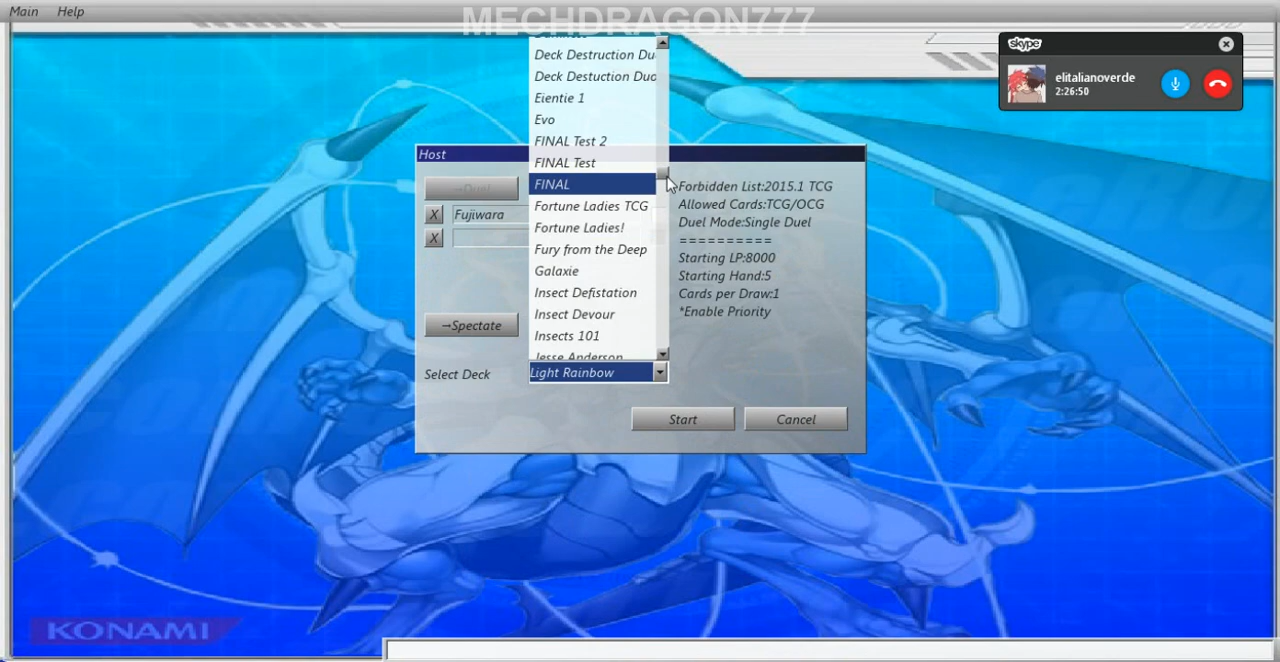 Main Help
MECHDRAGON777
skype
elitalianoverde
2:26:50
Host
Deck Destruction Du
Deck Destuction Duo
Eientie 1
Evo
FINAL Test 2
FINAL Test
FINAL
Fortune Ladies TCG
Fortune Ladies!
Fury from the Deep
Galaxie
Insect Defistation
Insect Devour
Insects 101
Jesse Anderson
X Fujiwara
X
→Spectate
Select Deck
Light Rainbow
Forbidden List:2015.1 TCG
Allowed Cards:TCG/OCG
Duel Mode:Single Duel
==========
Starting LP:8000
Starting Hand:5
Cards per Draw:1
*Enable Priority
Start
Cancel
KONAMI